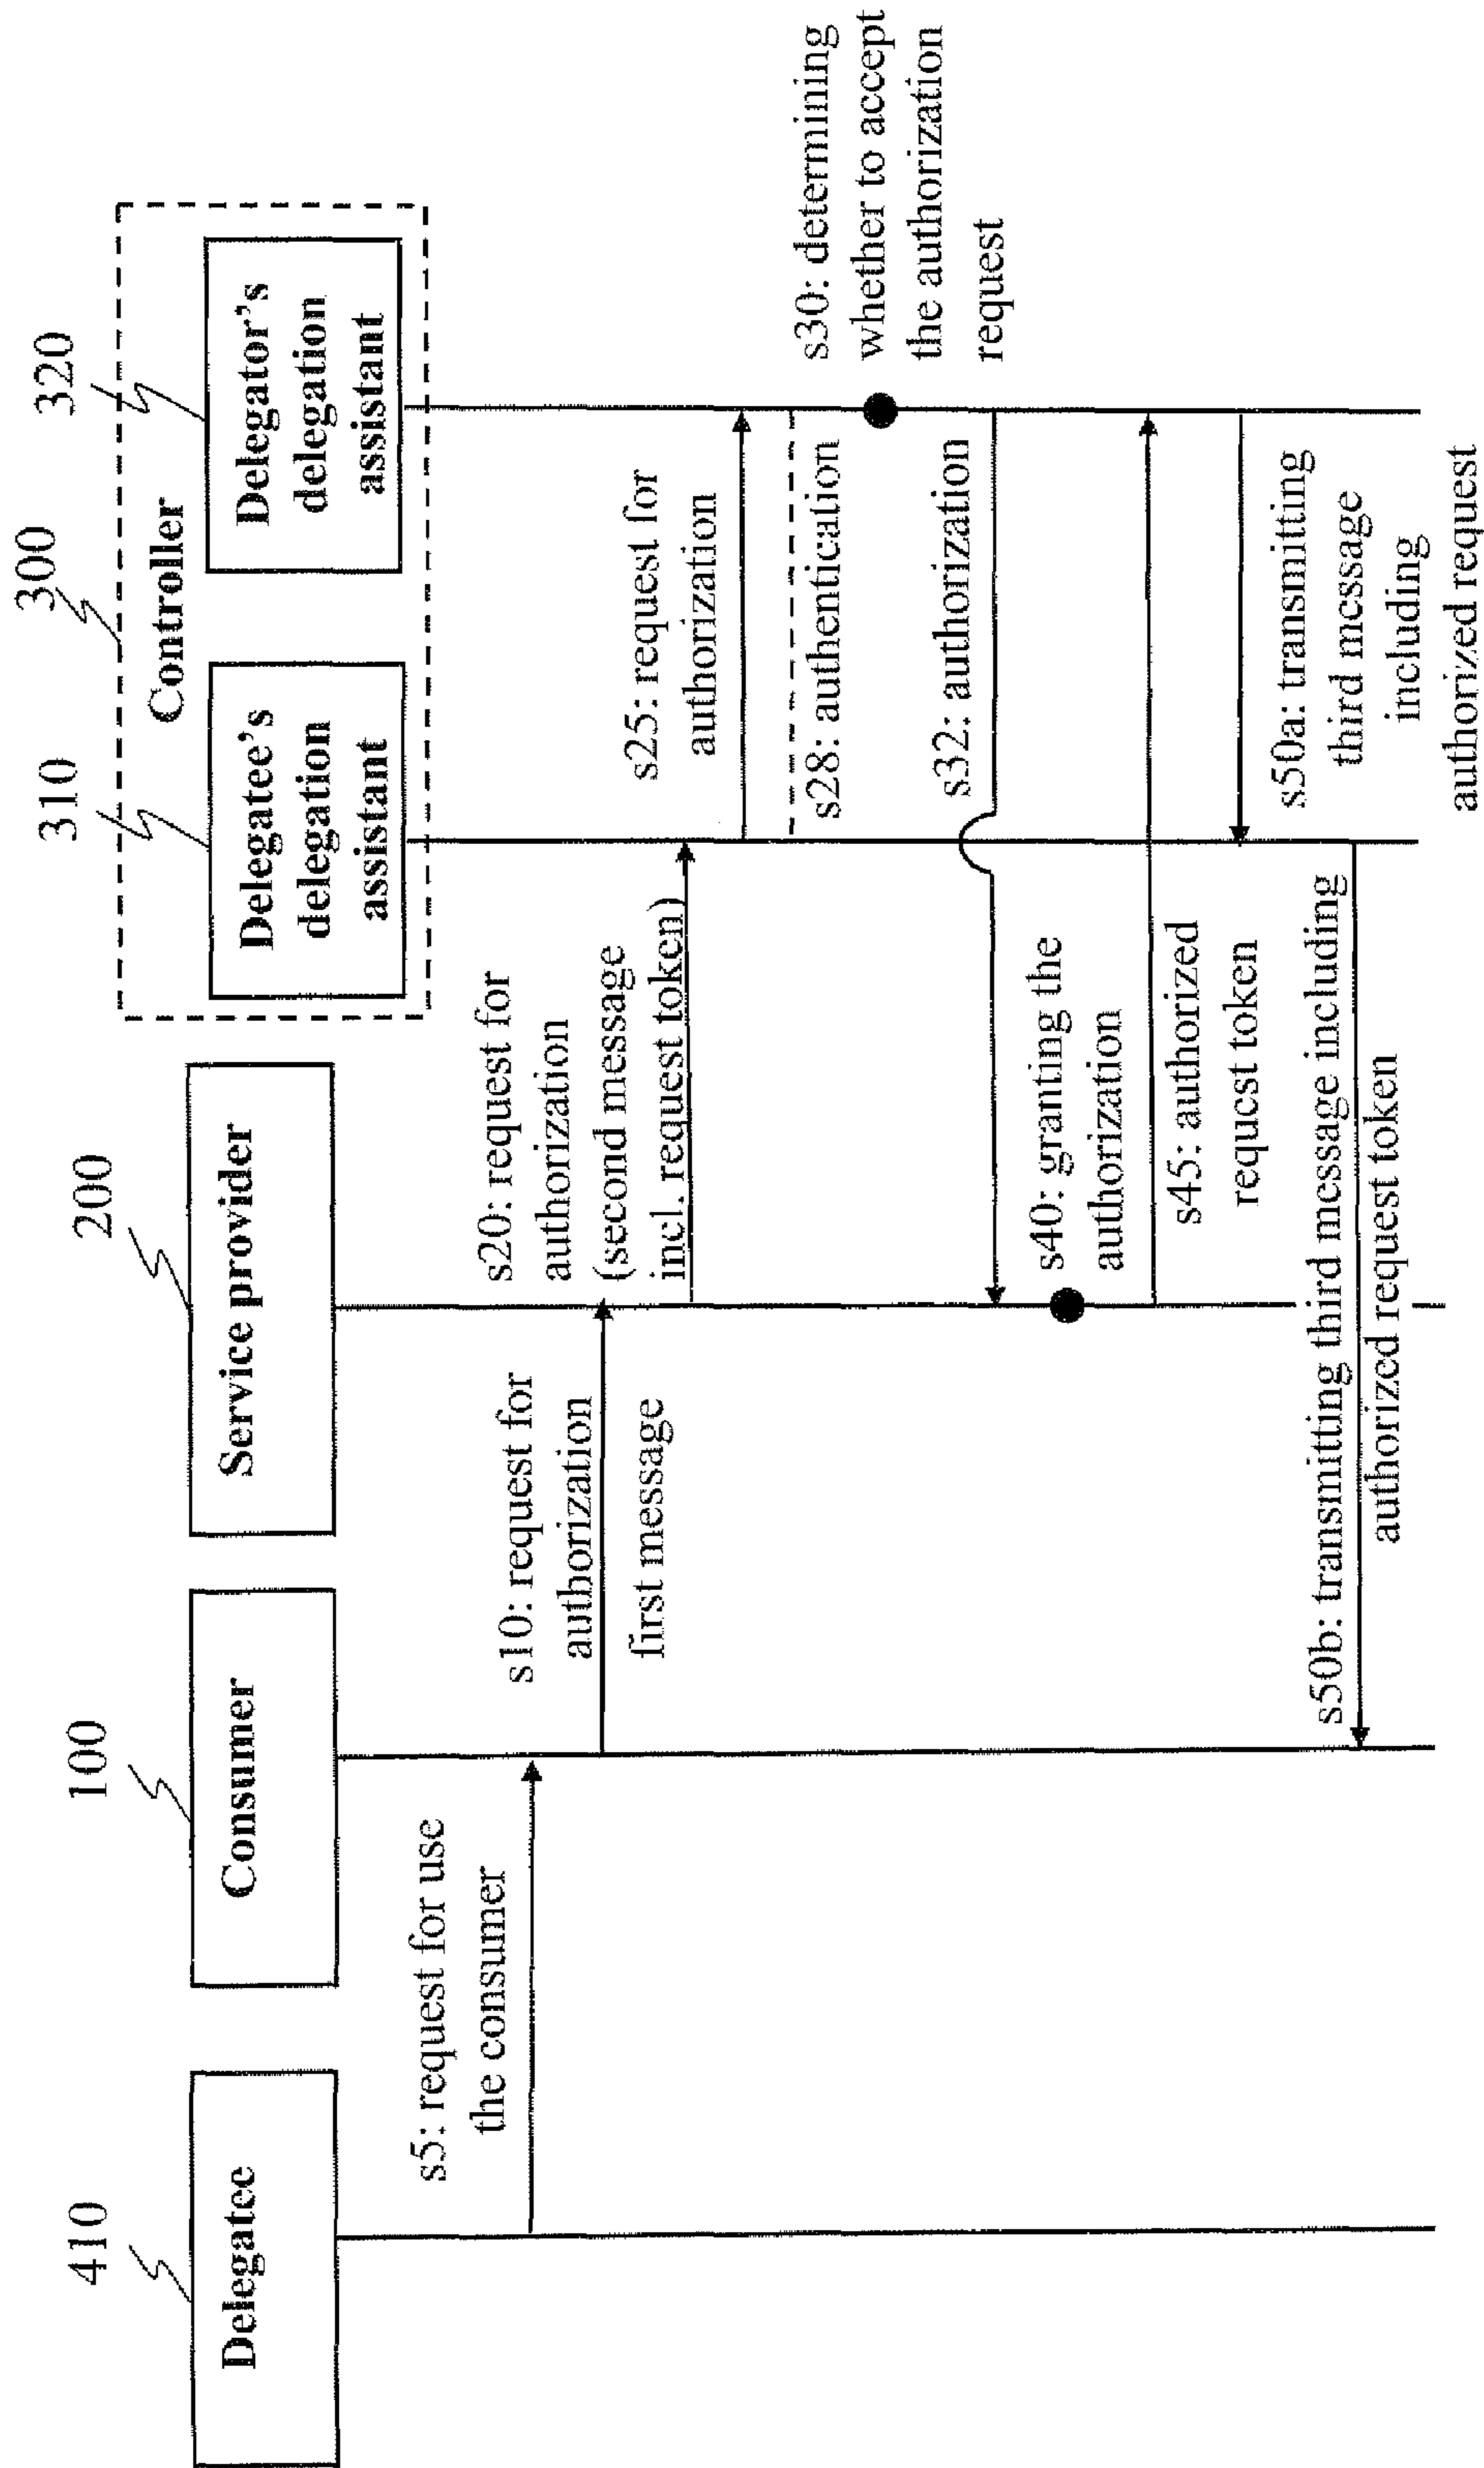 410
100
200
300
310
320
Controller
Delegatee
Consumer
Service provider
Delegatee's
delegation
assistant
Delegator's
delegation
assistant
s5: request for use
the consumer
s10: request for
authorization
first message
s20: request for
authorization
(second message
incl. request token)
s25: request for
authorization
s28: authentication
s30: determining
whether to accept
the authorization
request
s32: authorization
s40: granting the
authorization
s45: authorized
request token
s50a: transmitting
third message
including
authorized request
s50b: transmitting third message including
authorized request token